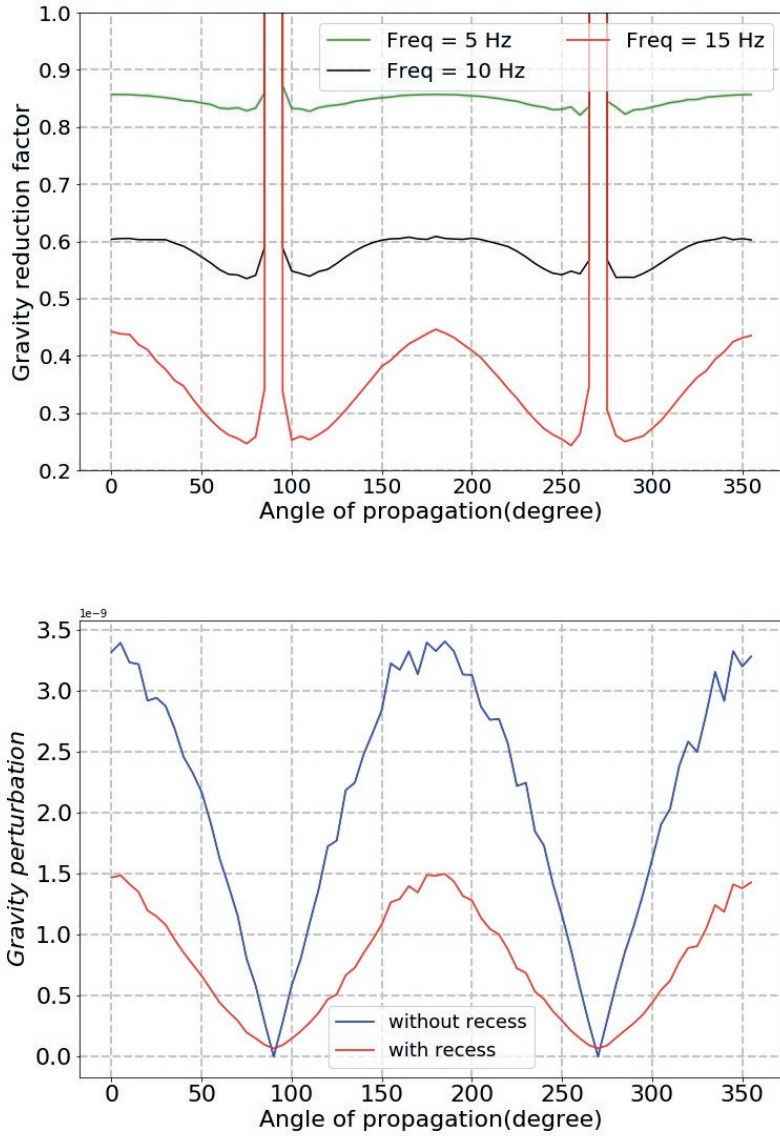 1.0
0.9
0.8
0.7
0.6
0.5
0.4
0.3
0.2
Gravity reduction factor
Freq = 5 Hz
Freq = 10 Hz
Freq = 15 Hz
0 50 100 150 200 250 300 350
Angle of propagation(degree)
1e-9
3.5
3.0
2.5
2.0
1.5
1.0
0.5
0.0
Gravity perturbation
without recess
with recess
0 50 100 150 200 250 300 350
Angle of propagation(degree)